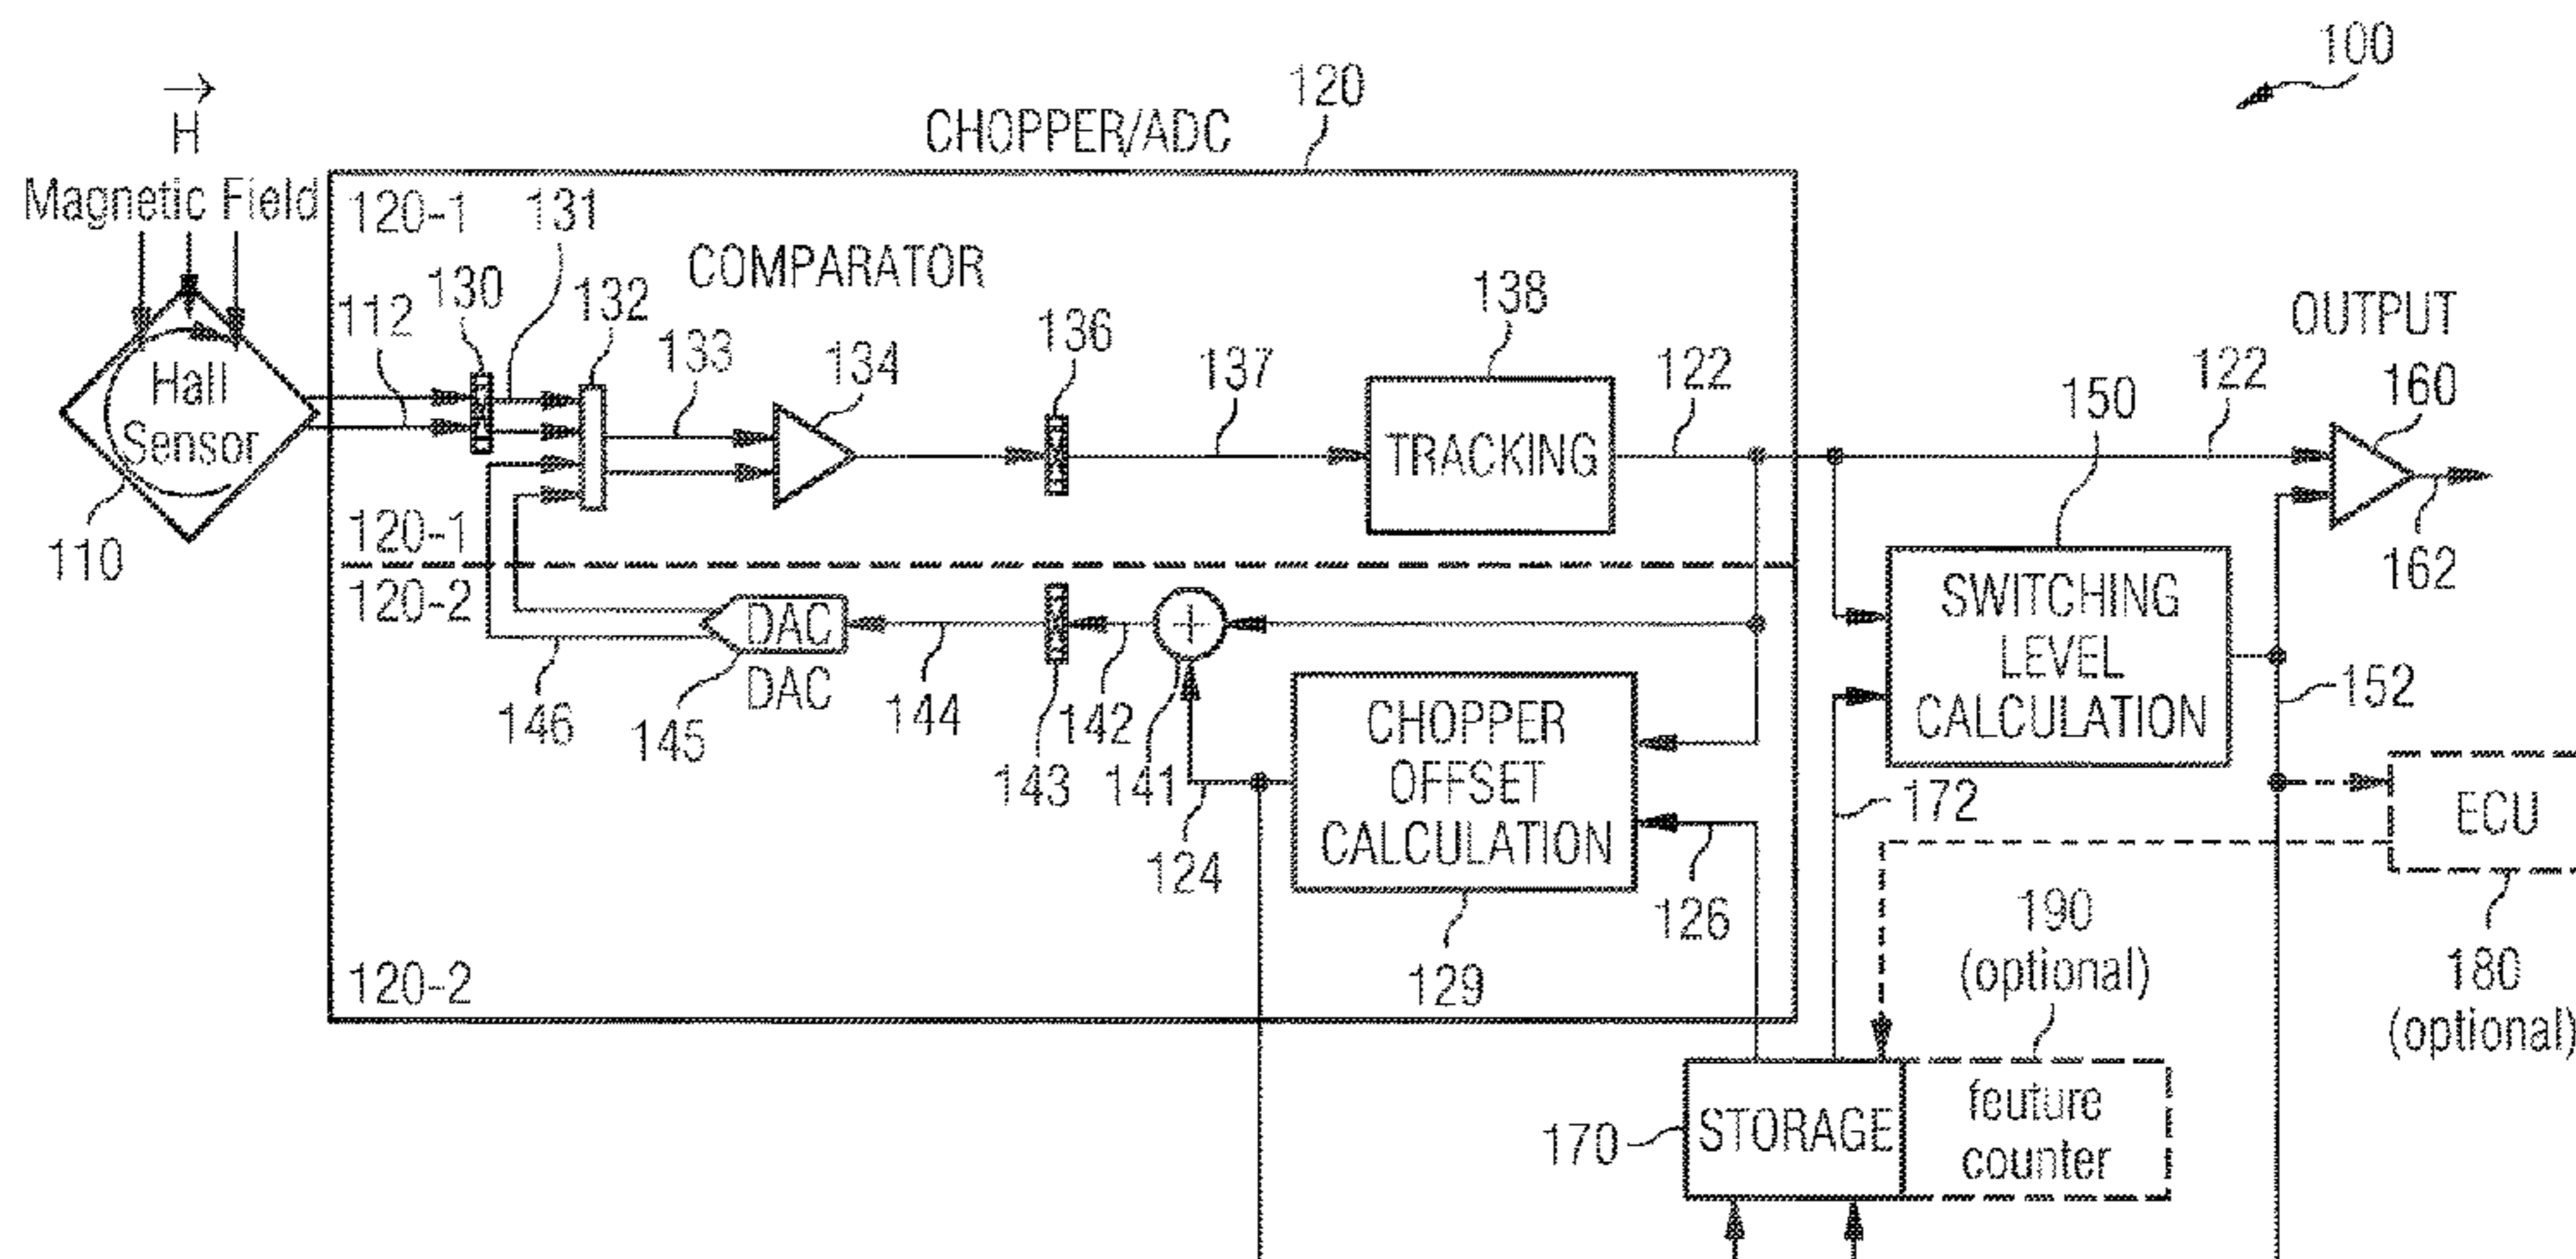 100
120
CHOPPER/ADC
H
Magnetic Field
120-1
131
COMPARATOR
130
132
112
133
134
136
137
138
122
OUTPUT
122
160
150
Hall
Sensor
TRACKING
110
120-1
120-2
162
SWITCHING
LEVEL
CALCULATION
DAC
DAC
146
145
144
143
142
141
124
CHOPPER
OFFSET
CALCULATION
126
129
152
172
ECU
190
(optional)
180
(optional)
120-2
170
STORAGE
feuture
counter